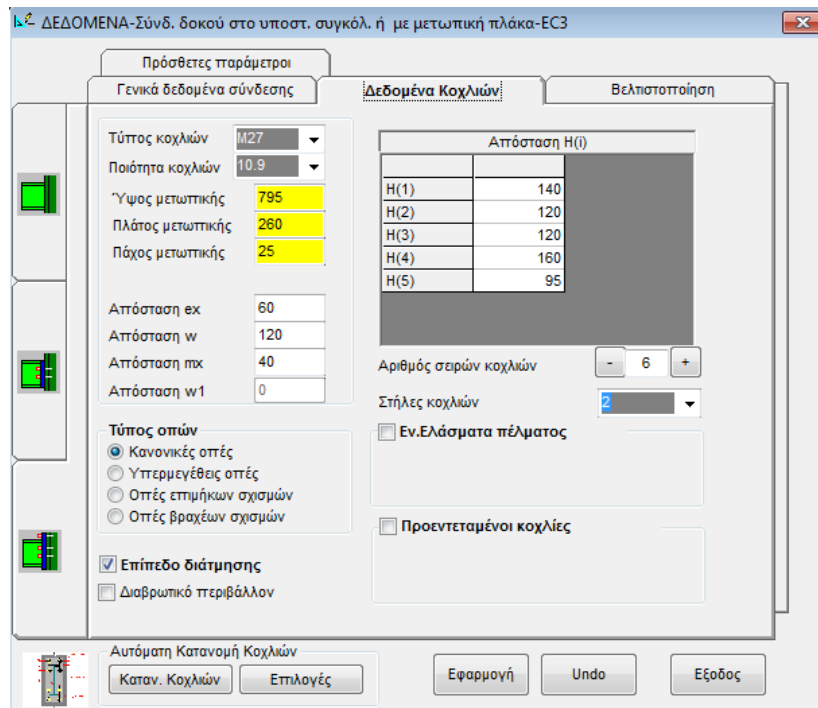 ΔΕΔΟΜΕΝΑ-Σύνδ. δοκού στο υποστ. συγκόλ. ή με μετωπική πλάκα-EC3
Πρόσθετες παράμετροι
Γενικά δεδομένα σύνδεσης
Δεδομένα Κοχλιών
Βελτιστοποίηση
Τύπος κοχλιών M27
Ποιότητα κοχλιών 10.9
Ύψος μετωπικής 795
Πλάτος μετωπικής 260
Πάχος μετωπικής 25
Απόσταση ex 60
Απόσταση w 120
Απόσταση mx 40
Απόσταση w1 0
Τύπος οπών
Κανονικές οπές
Υπερμεγέθεις οπές
Οπές επιμήκων σχισμών
Οπές βραχέων σχισμών
Επίπεδο διάτμησης
Διαβρωτικό περιβάλλον
Απόσταση H(i)
H(1) 140
H(2) 120
H(3) 120
H(4) 160
H(5) 95
Αριθμός σειρών κοχλιών - 6 +
Στήλες κοχλιών 2
Εν.Ελάσματα πέλματος
Προεντεταμένοι κοχλίες
Αυτόματη Κατανομή Κοχλιών
Καταν. Κοχλιών
Επιλογές
Εφαρμογή
Undo
Εξοδος